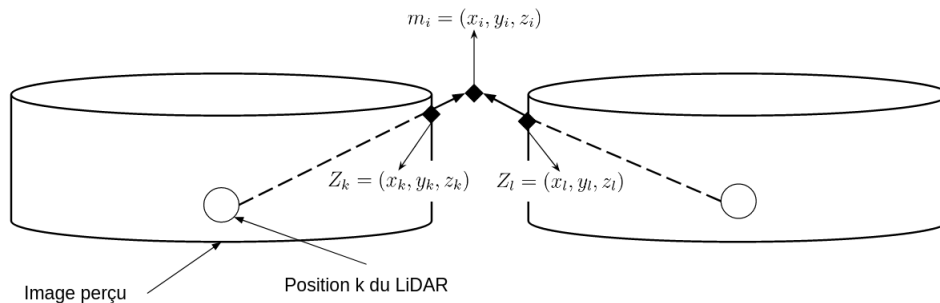 m_i = (x_i, y_i, z_i)
Z_k = (x_k, y_k, z_k)
Z_l = (x_l, y_l, z_l)
Image perçu
Position k du LiDAR